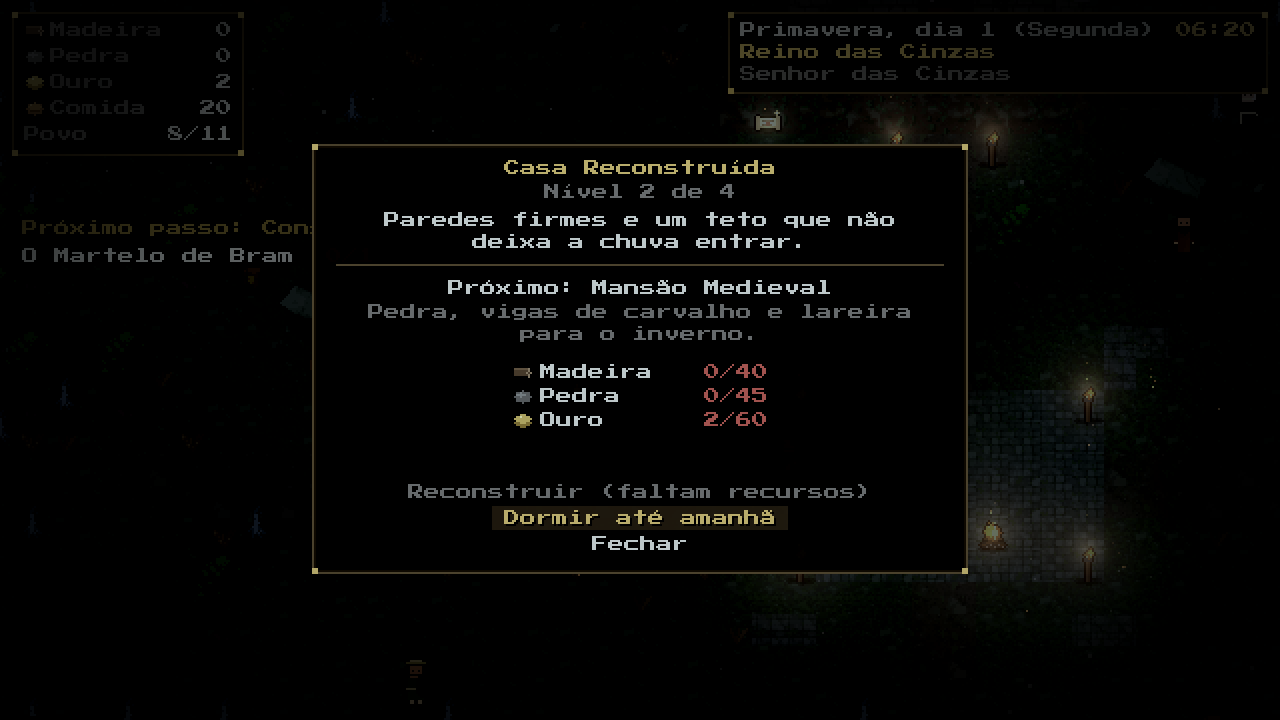 Madeira 0
Pedra 0
Ouro 2
Comida 20
Povo 8/11
Primavera, dia 1 (Segunda) 06:20
Reino das Cinzas
Senhor das Cinzas
Próximo passo: Con
O Martelo de Bram
Casa Reconstruída
Nível 2 de 4
Paredes firmes e um teto que não
deixa a chuva entrar.
Próximo: Mansão Medieval
Pedra, vigas de carvalho e lareira
para o inverno.
Madeira 0/40
Pedra 0/45
Ouro 2/60
Reconstruir (faltam recursos)
Dormir até amanhã
Fechar